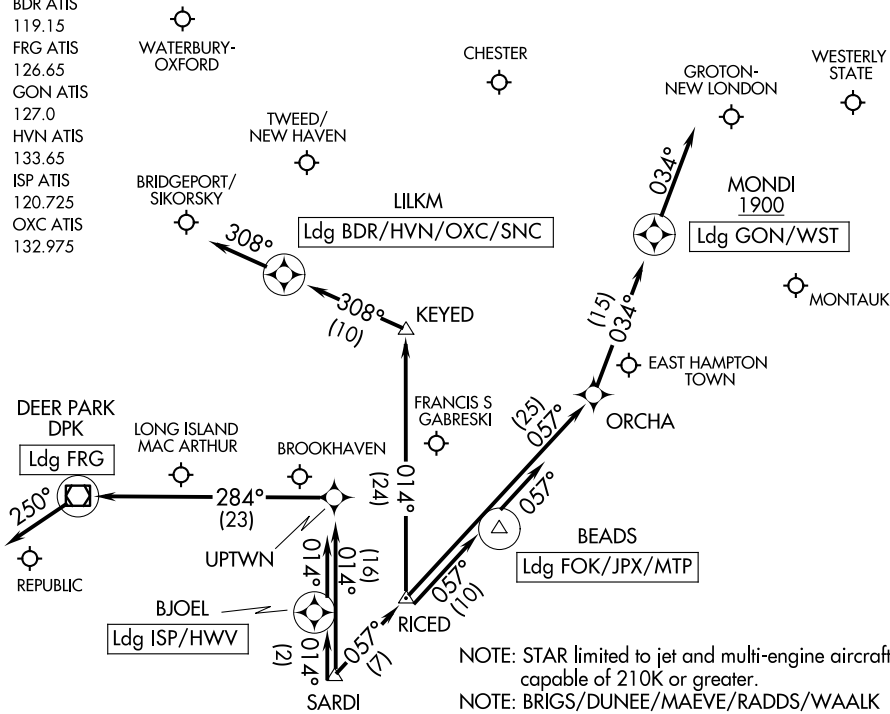 BDR ATIS
119.15
FRG ATIS
126.65
GON ATIS
127.0
HVN ATIS
133.65
ISP ATIS
120.725
OXC ATIS
132.975
WATERBURY-
OXFORD
CHESTER
GROTON-
NEW LONDON
WESTERLY
STATE
TWEED/
NEW HAVEN
BRIDGEPORT/
SIKORSKY
LILKM
Ldg BDR/HVN/OXC/SNC
034°
MONDI
1900
Ldg GON/WST
308°
308°
(10)
KEYED
(15)
034°
MONTAUK
EAST HAMPTON
TOWN
DEER PARK
DPK
Ldg FRG
LONG ISLAND
MAC ARTHUR
BROOKHAVEN
FRANCIS S
GABRESKI
(25)
057°
ORCHA
250°
284°
(23)
014°
(24)
057°
REPUBLIC
UPTWN
014°
014°
(16)
BEADS
Ldg FOK/JPX/MTP
BJOEL
Ldg ISP/HWV
057°
(10)
RICED
014°
(2)
057°
(7)
SARDI
NOTE: STAR limited to jet and multi-engine aircraft
capable of 210K or greater.
NOTE: BRIGS/DUNEE/MAEVE/RADDS/WAALK